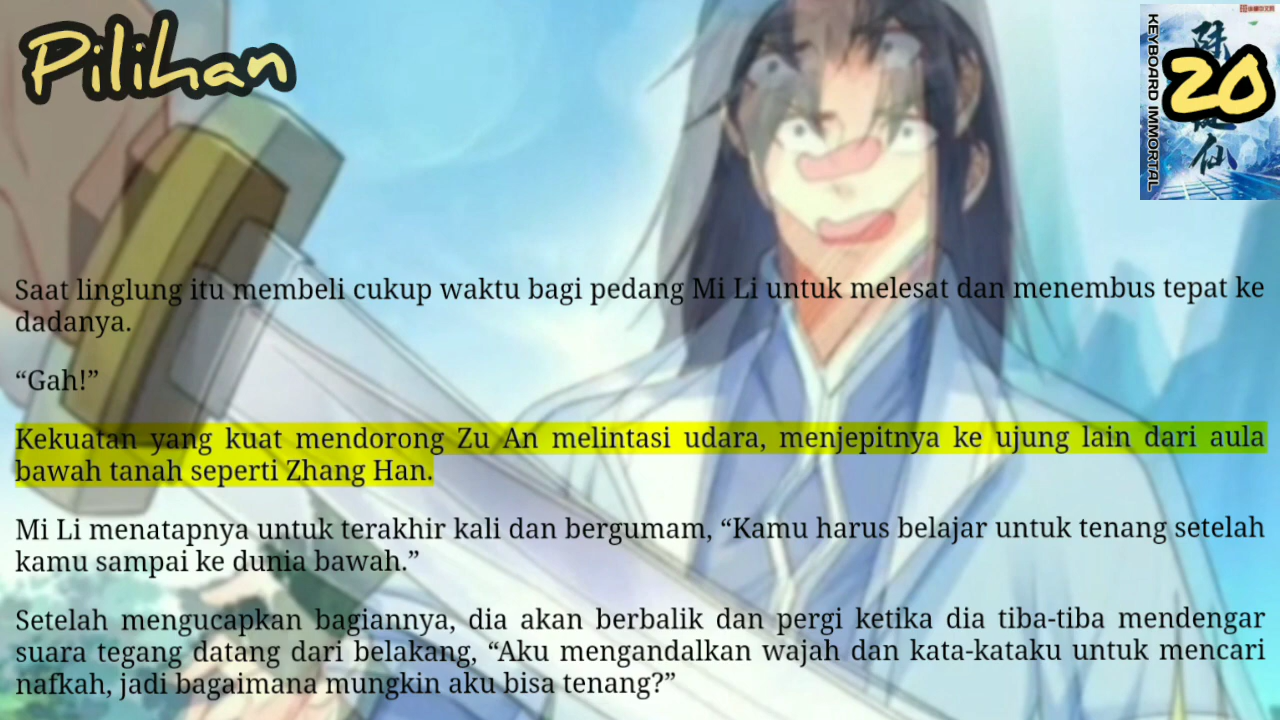 Pilihan
20
KEYBOARD IMMORTAL
仙
Saat linglung itu membeli cukup waktu bagi pedang Mi Li untuk melesat dan menembus tepat ke
dadanya.
“Gah!”
Kekuatan yang kuat mendorong Zu An melintasi udara, menjepitnya ke ujung lain dari aula
bawah tanah seperti Zhang Han.
Mi Li menatapnya untuk terakhir kali dan bergumam, “Kamu harus belajar untuk tenang setelah
kamu sampai ke dunia bawah.”
Setelah mengucapkan bagiannya, dia akan berbalik dan pergi ketika dia tiba-tiba mendengar
suara tegang datang dari belakang, “Aku mengandalkan wajah dan kata-kataku untuk mencari
nafkah, jadi bagaimana mungkin aku bisa tenang?”